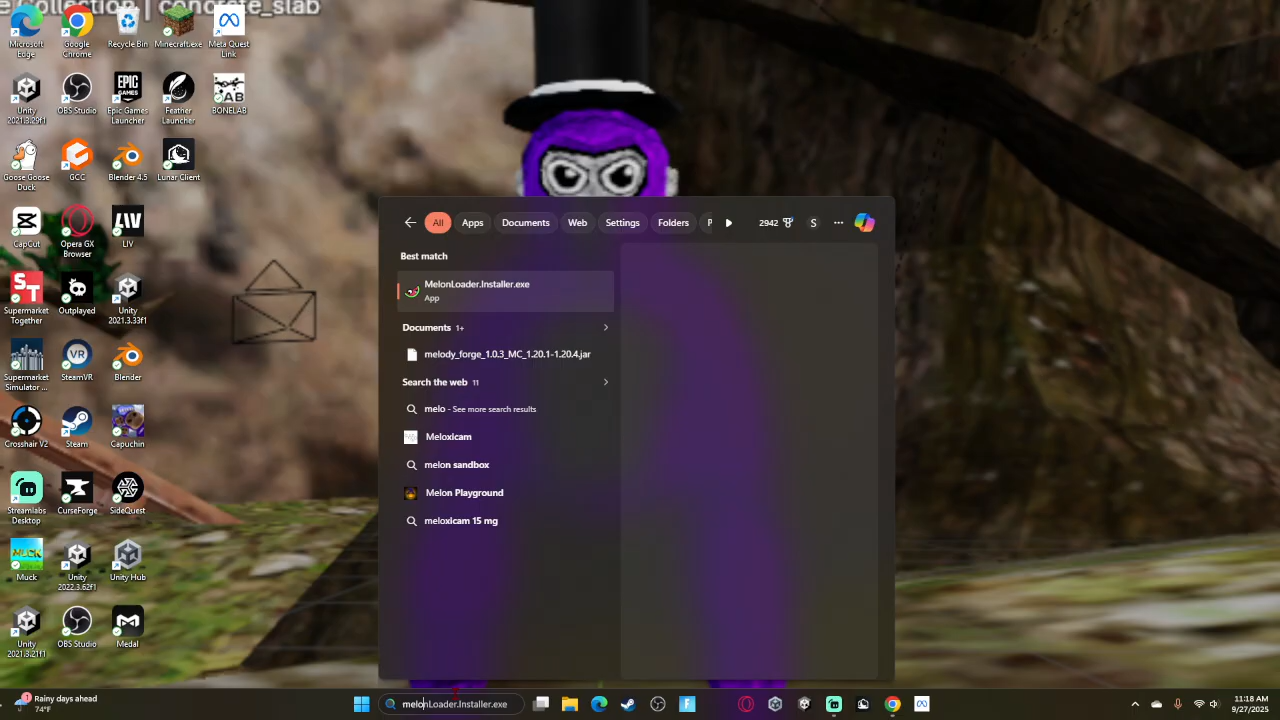 e Collection | concrete_slab
Microsoft
Edge
Google
Chrome
Recycle Bin
Minecraft.exe
Meta Quest
Link
Unity
2021.3.29f1
OBS Studio
Epic Games
Launcher
Feather
Launcher
BONELAB
Goose Goose
Duck
GCC
Blender 4.5
Lunar Client
CapCut
Opera GX
Browser
LIV
Supermarket
Together
Outplayed
Unity
2021.3.33f1
Supermarket
Simulator ...
SteamVR
Blender
Crosshair V2
Steam
Capuchin
Streamlabs
Desktop
CurseForge
SideQuest
Muck
Unity
2022.3.62f1
Unity Hub
Unity
2021.3.21f1
OBS Studio
Medal
All Apps Documents Web Settings Folders P 2942 S
Best match
MelonLoader.Installer.exe
App
Documents 1+
melody_forge_1.0.3_MC_1.20.1-1.20.4.jar
Search the web 11
melo - See more search results
Meloxicam
melon sandbox
Melon Playground
meloxicam 15 mg
1
Rainy days ahead
74°F
melonLoader.Installer.exe
11:18 AM
9/27/2025